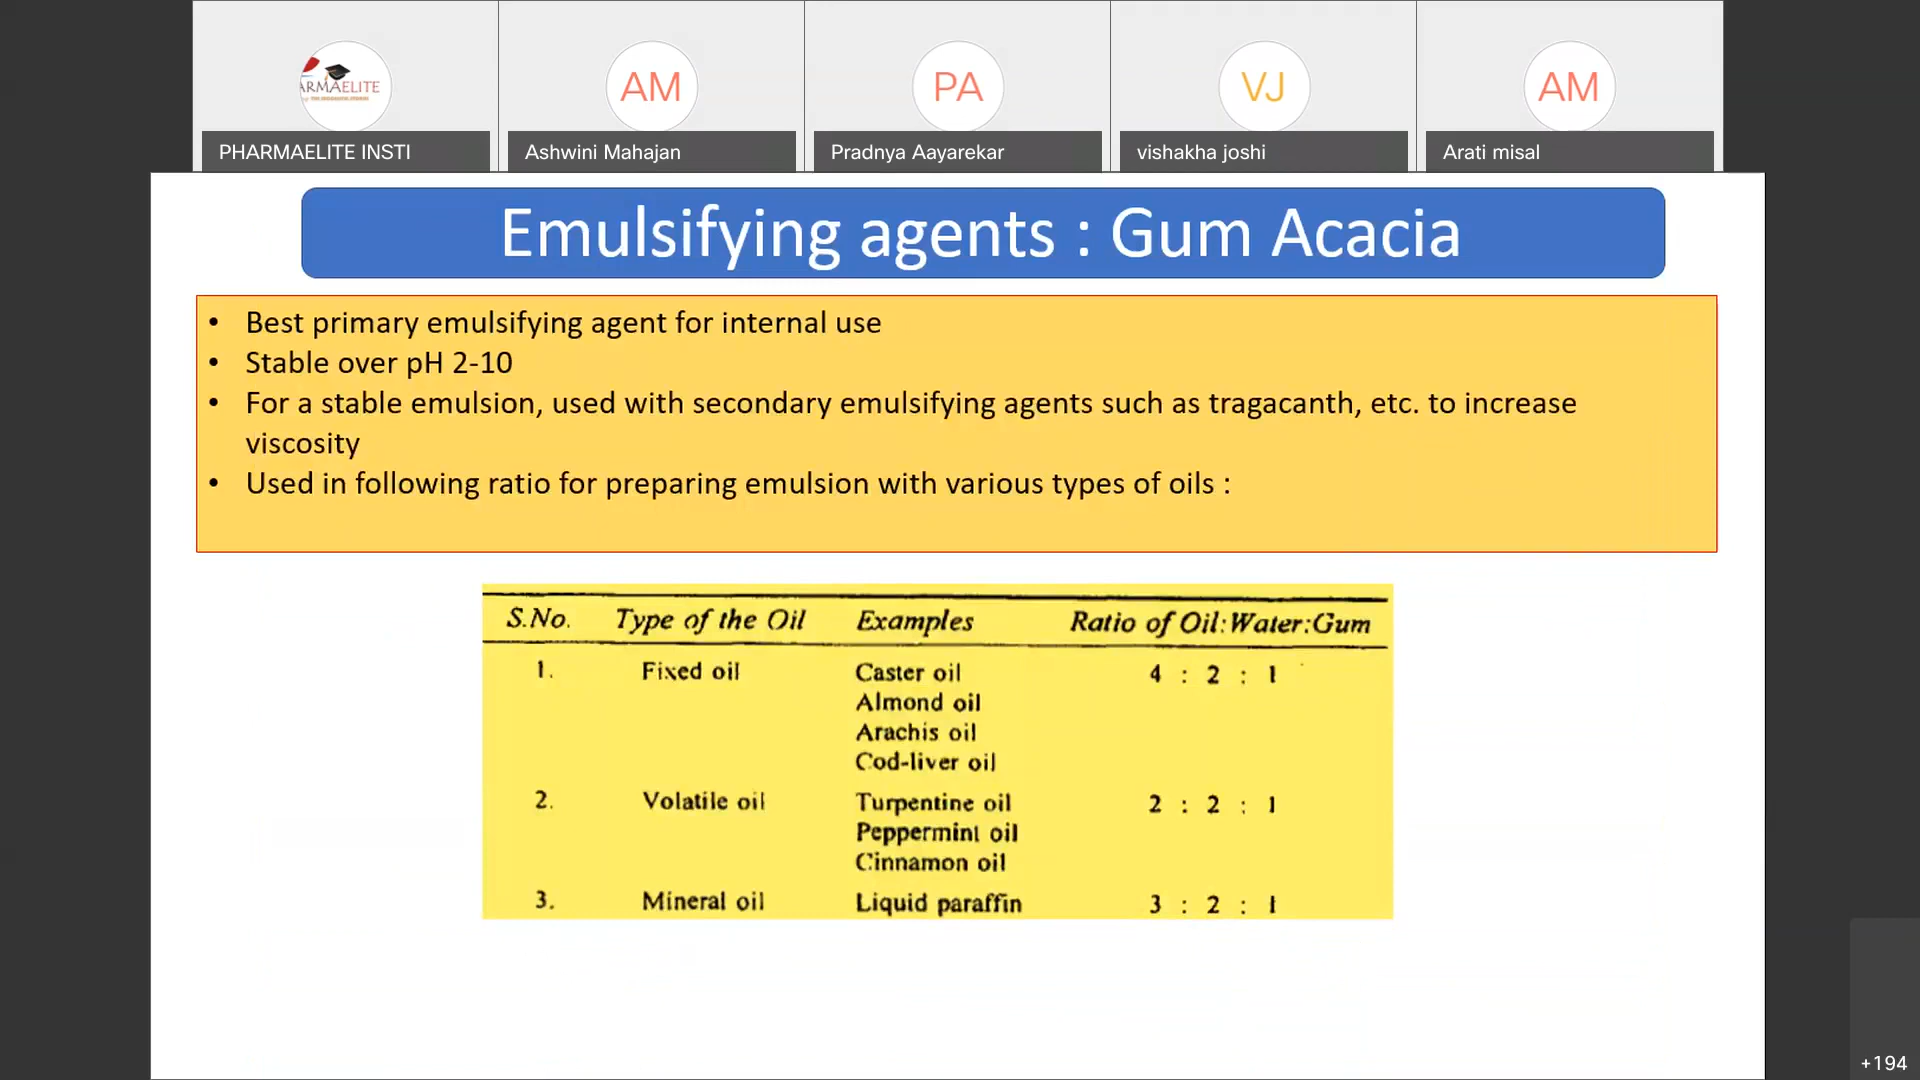 ARMAELITE
AM
PA
VJ
AM
PHARMAELITE INSTI
Ashwini Mahajan
Pradnya Aayarekar
vishakha joshi
Arati misal
Emulsifying agents : Gum Acacia
• Best primary emulsifying agent for internal use
• Stable over pH 2-10
• For a stable emulsion, used with secondary emulsifying agents such as tragacanth, etc. to increase
viscosity
• Used in following ratio for preparing emulsion with various types of oils :
S.No. Type of the Oil Examples Ratio of Oil:Water:Gum
1. Fixed oil Caster oil 4 : 2 : 1
Almond oil
Arachis oil
Cod-liver oil
2. Volatile oil Turpentine oil 2 : 2 : 1
Peppermint oil
Cinnamon oil
3. Mineral oil Liquid paraffin 3 : 2 : 1
+194